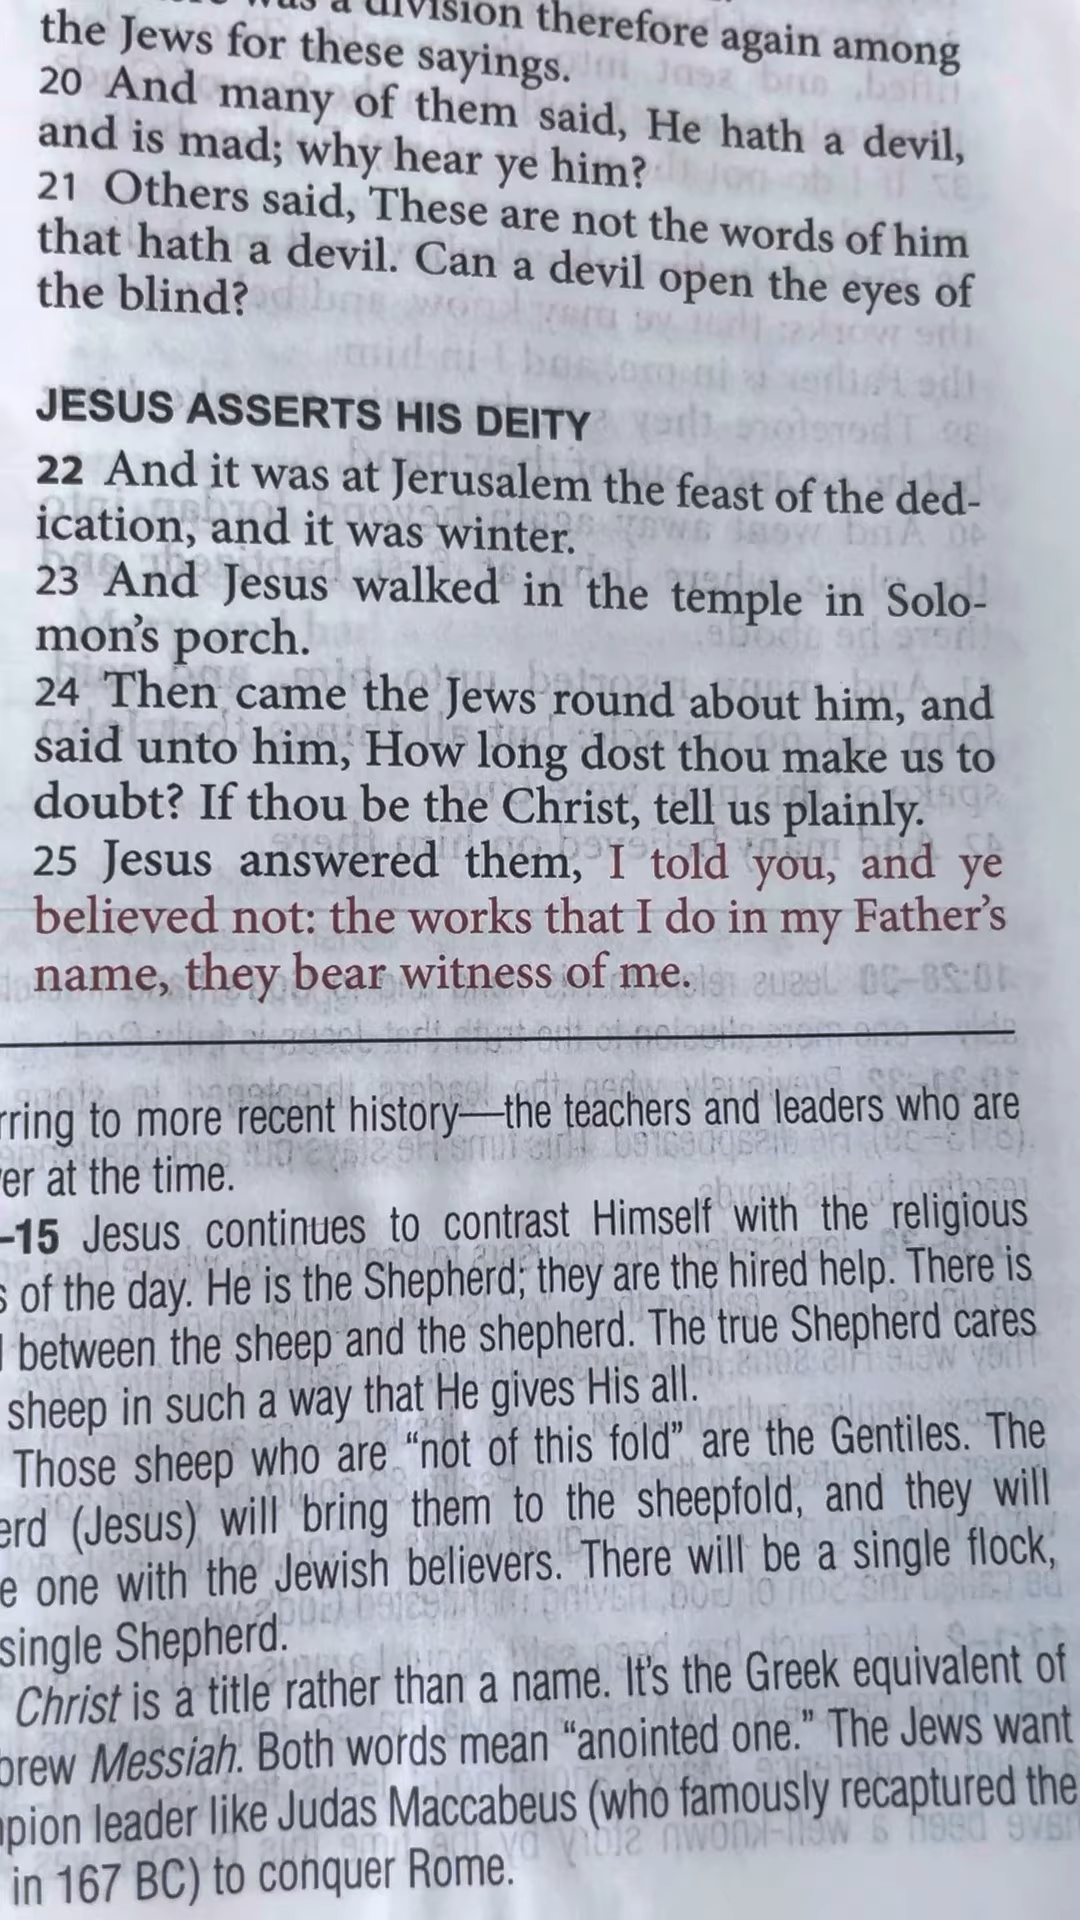 was a division therefore again among
the Jews for these sayings.
20 And many of them said, He hath a devil,
and is mad; why hear ye him?
21 Others said, These are not the words of him
that hath a devil. Can a devil open the eyes of
the blind?
JESUS ASSERTS HIS DEITY
22 And it was at Jerusalem the feast of the ded-
ication, and it was winter.
23 And Jesus walked in the temple in Solo-
mon's porch.
24 Then came the Jews round about him, and
said unto him, How long dost thou make us to
doubt? If thou be the Christ, tell us plainly.
25 Jesus answered them, I told you, and ye
believed not: the works that I do in my Father's
name, they bear witness of me.
rring to more recent history—the teachers and leaders who are
er at the time.
–15 Jesus continues to contrast Himself with the religious
s of the day. He is the Shepherd; they are the hired help. There is
between the sheep and the shepherd. The true Shepherd cares
sheep in such a way that He gives His all.
Those sheep who are “not of this fold” are the Gentiles. The
erd (Jesus) will bring them to the sheepfold, and they will
e one with the Jewish believers. There will be a single flock,
single Shepherd.
Christ is a title rather than a name. It's the Greek equivalent of
brew Messiah. Both words mean “anointed one.” The Jews want
pion leader like Judas Maccabeus (who famously recaptured the
in 167 BC) to conquer Rome.